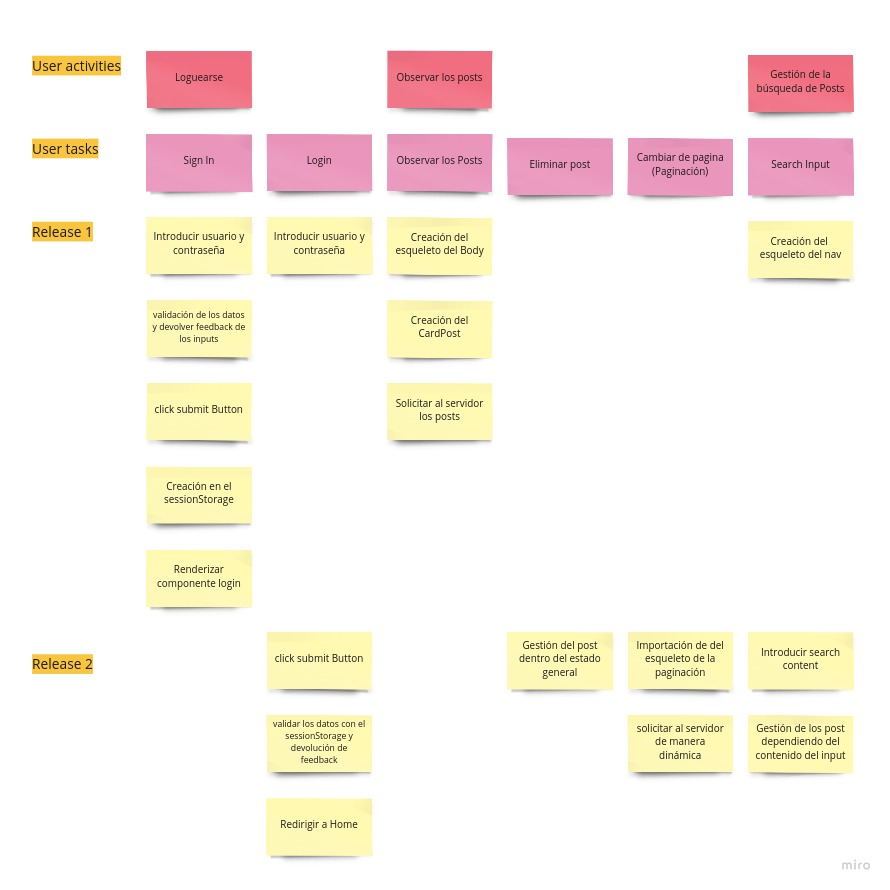 User activities
Loguearse
Observar los posts
Gestión de la
búsqueda de Posts
User tasks
Sign In
Login
Observar los Posts
Eliminar post
Cambiar de pagina
(Paginación)
Search Input
Release 1
Introducir usuario y
contraseña
Introducir usuario y
contraseña
Creación del
esqueleto del Body
Creación del
esqueleto del nav
validación de los datos
y devolver feedback de
los inputs
Creación del
CardPost
click submit Button
Solicitar al servidor
los posts
Creación en el
sessionStorage
Renderizar
componente login
Release 2
click submit Button
Gestión del post
dentro del estado
general
Importación de del
esqueleto de la
paginación
Introducir search
content
validar los datos con el
sessionStorage y
devolución de
feedback
solicitar al servidor
de manera
dinámica
Gestión de los post
dependiendo del
contenido del input
Redirigir a Home
miro